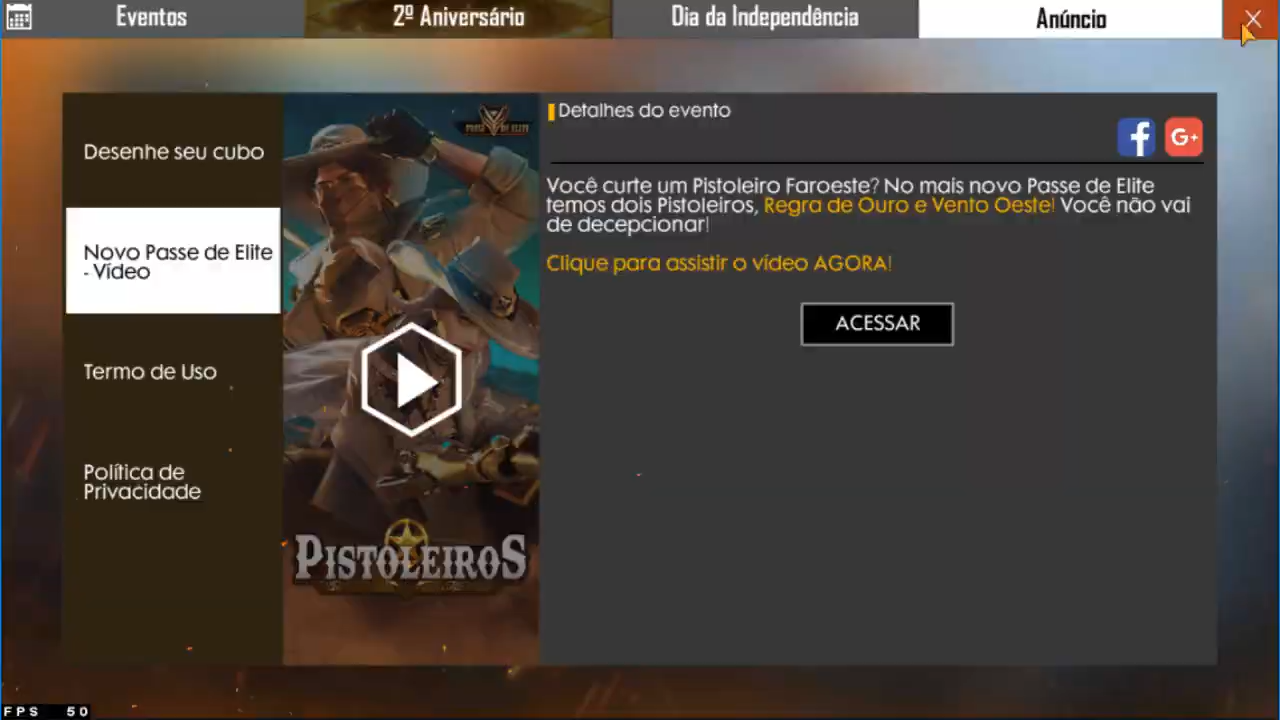 Eventos
2º Aniversário
Dia da Independência
Anúncio
Desenhe seu cubo
Novo Passe de Elite
- Vídeo
Termo de Uso
Política de
Privacidade
PASSE DE ELITE
PISTOLEIROS
Detalhes do evento
f
G+
Você curte um Pistoleiro Faroeste? No mais novo Passe de Elite
temos dois Pistoleiros, Regra de Ouro e Vento Oeste! Você não vai
de decepcionar!
Clique para assistir o vídeo AGORA!
ACESSAR
FPS 50